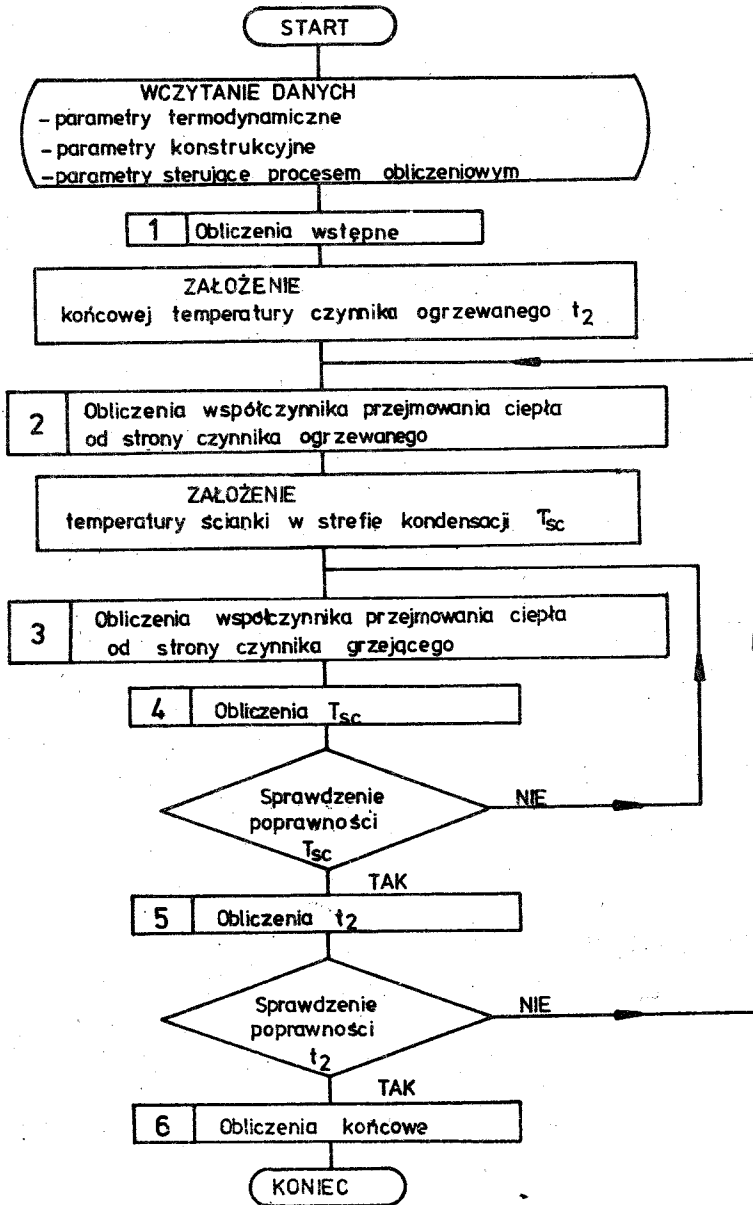 START
WCZYTANIE DANYCH
- parametry termodynamiczne
- parametry konstrukcyjne
- parametry sterujące procesem obliczeniowym
1 Obliczenia wstępne
ZAŁOŻENIE
końcowej temperatury czynnika ogrzewanego t₂
2 Obliczenia współczynnika przejmowania ciepła
od strony czynnika ogrzewanego
ZAŁOŻENIE
temperatury ścianki w strefie kondensacji Tsc
3 Obliczenia współczynnika przejmowania ciepła
od strony czynnika grzejącego
4 Obliczenia Tsc
Sprawdzenie
poprawności
Tsc
NIE
TAK
5 Obliczenia t₂
Sprawdzenie
poprawności
t₂
NIE
TAK
6 Obliczenia końcowe
KONIEC